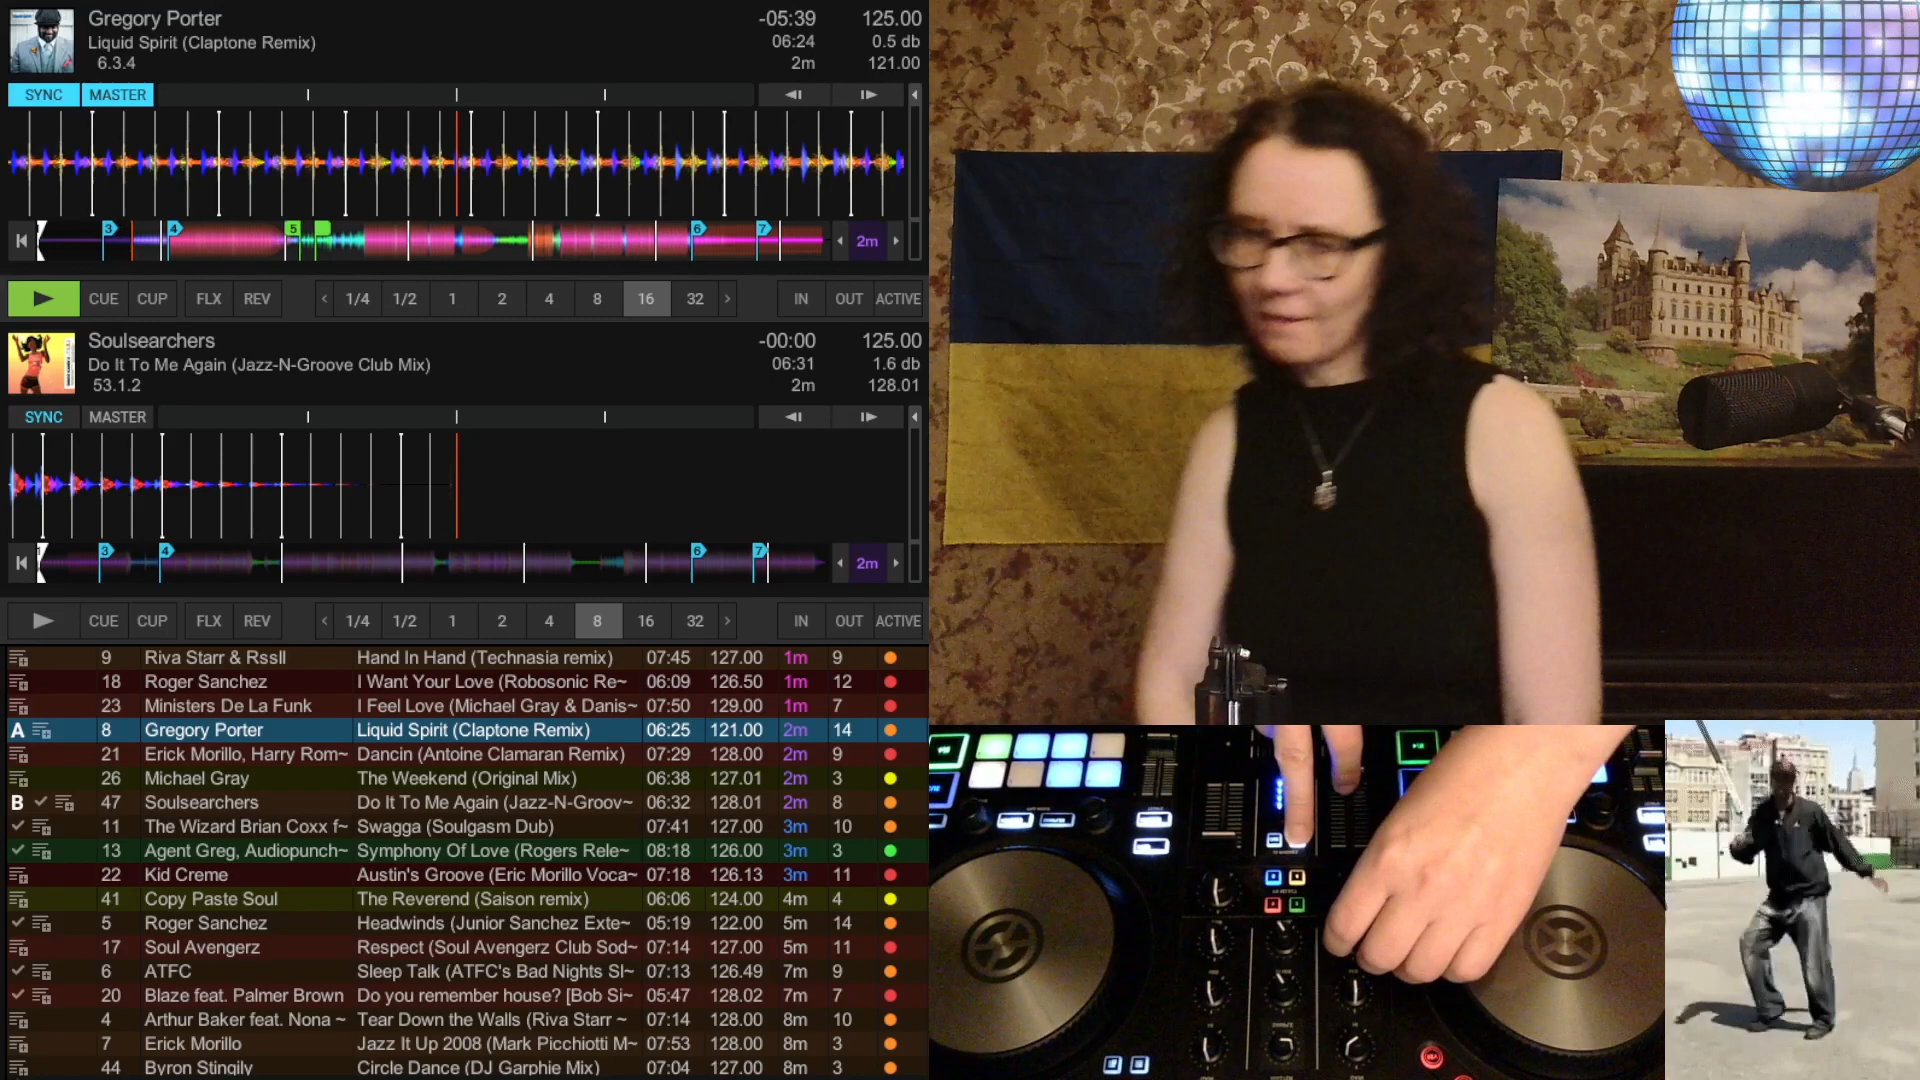 Gregory Porter -05:39 125.00
Liquid Spirit (Claptone Remix) 06:24 0.5 db
6.3.4 2m 121.00
SYNC MASTER
3 4 5 6 7 2m
CUE CUP FLX REV 1/4 1/2 1 2 4 8 16 32 IN OUT ACTIVE
Soulsearchers -00:00 125.00
Do It To Me Again (Jazz-N-Groove Club Mix) 06:31 1.6 db
53.1.2 2m 128.01
SYNC MASTER
1 3 4 6 7 2m
CUE CUP FLX REV 1/4 1/2 1 2 4 8 16 32 IN OUT ACTIVE
9 Riva Starr & Rssll Hand In Hand (Technasia remix) 07:45 127.00 1m 9
18 Roger Sanchez I Want Your Love (Robosonic Re~ 06:09 126.50 1m 12
23 Ministers De La Funk I Feel Love (Michael Gray & Danis~ 07:50 129.00 1m 7
A 8 Gregory Porter Liquid Spirit (Claptone Remix) 06:25 121.00 2m 14
21 Erick Morillo, Harry Rom~ Dancin (Antoine Clamaran Remix) 07:29 128.00 2m 9
26 Michael Gray The Weekend (Original Mix) 06:38 127.01 2m 3
B 47 Soulsearchers Do It To Me Again (Jazz-N-Groov~ 06:32 128.01 2m 8
11 The Wizard Brian Coxx f~ Swagga (Soulgasm Dub) 07:41 127.00 3m 10
13 Agent Greg, Audiopunch~ Symphony Of Love (Rogers Rele~ 08:18 126.00 3m 3
22 Kid Creme Austin's Groove (Eric Morillo Voca~ 07:18 126.13 3m 11
41 Copy Paste Soul The Reverend (Saison remix) 06:06 124.00 4m 4
5 Roger Sanchez Headwinds (Junior Sanchez Exte~ 05:19 122.00 5m 14
17 Soul Avengerz Respect (Soul Avengerz Club Sod~ 07:14 127.00 5m 11
6 ATFC Sleep Talk (ATFC's Bad Nights Sl~ 07:13 126.49 7m 9
20 Blaze feat. Palmer Brown Do you remember house? [Bob Si~ 05:47 128.02 7m 7
4 Arthur Baker feat. Nona ~ Tear Down the Walls (Riva Starr ~ 07:14 128.00 8m 10
7 Erick Morillo Jazz It Up 2008 (Mark Picchiotti M~ 07:53 128.00 8m 3
44 Byron Stingily Circle Dance (DJ Garphie Mix) 07:04 127.00 8m 3